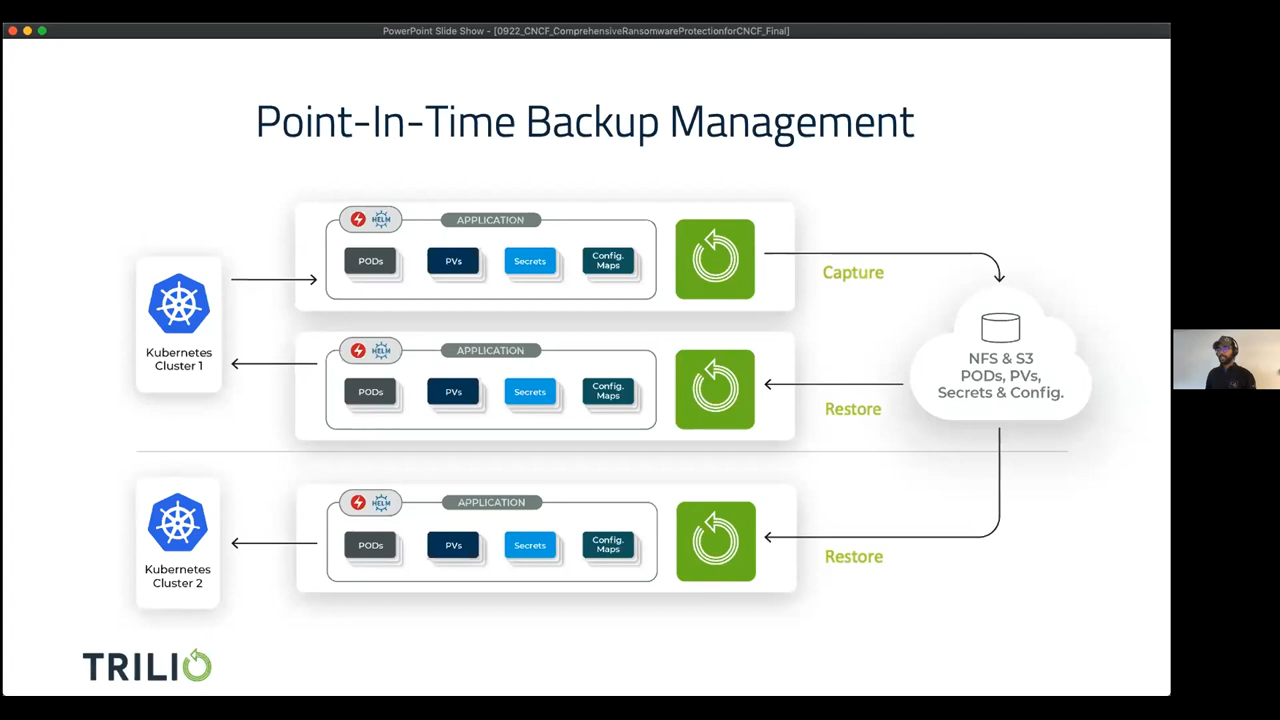 PowerPoint Slide Show - [0922_CNCF_ComprehensiveRansomwareProtectionforCNCF_Final]
Point-In-Time Backup Management
HELM
APPLICATION
PODs
PVs
Secrets
Config.
Maps
Capture
Kubernetes
Cluster 1
HELM
APPLICATION
PODs
PVs
Secrets
Config.
Maps
Restore
NFS & S3
PODs, PVs,
Secrets & Config.
HELM
APPLICATION
PODs
PVs
Secrets
Config.
Maps
Restore
Kubernetes
Cluster 2
TRILIO